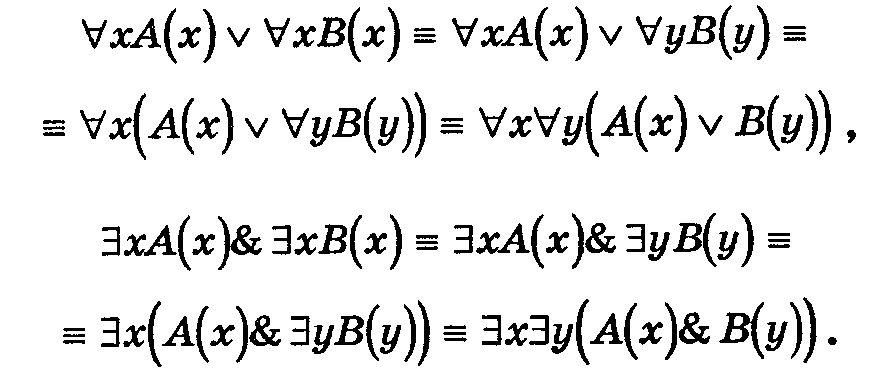 ∀xA(x) ∨ ∀xB(x) ≡ ∀xA(x) ∨ ∀yB(y) ≡
≡ ∀x(A(x) ∨ ∀yB(y)) ≡ ∀x∀y(A(x) ∨ B(y)) ,
∃xA(x)& ∃xB(x) ≡ ∃xA(x)& ∃yB(y) ≡
≡ ∃x(A(x)& ∃yB(y)) ≡ ∃x∃y(A(x)& B(y)) .